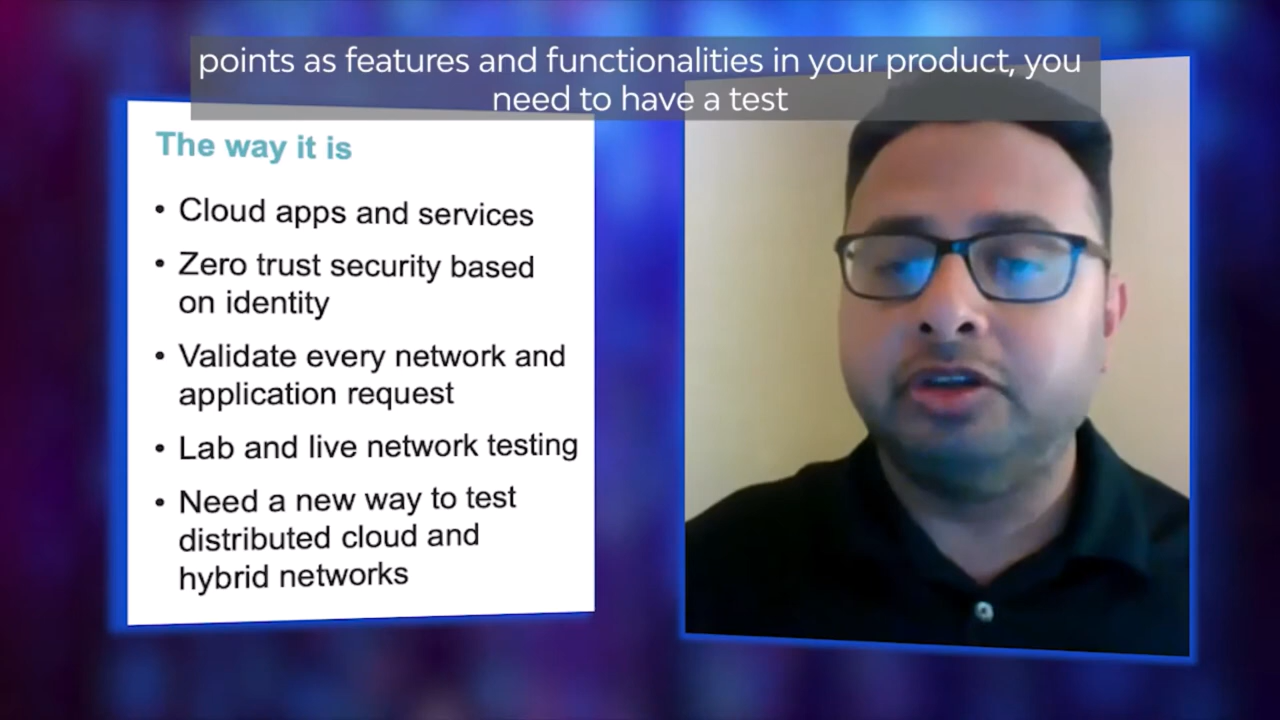 points as features and functionalities in your product, you
need to have a test
The way it is
• Cloud apps and services
• Zero trust security based
on identity
• Validate every network and
application request
• Lab and live network testing
• Need a new way to test
distributed cloud and
hybrid networks